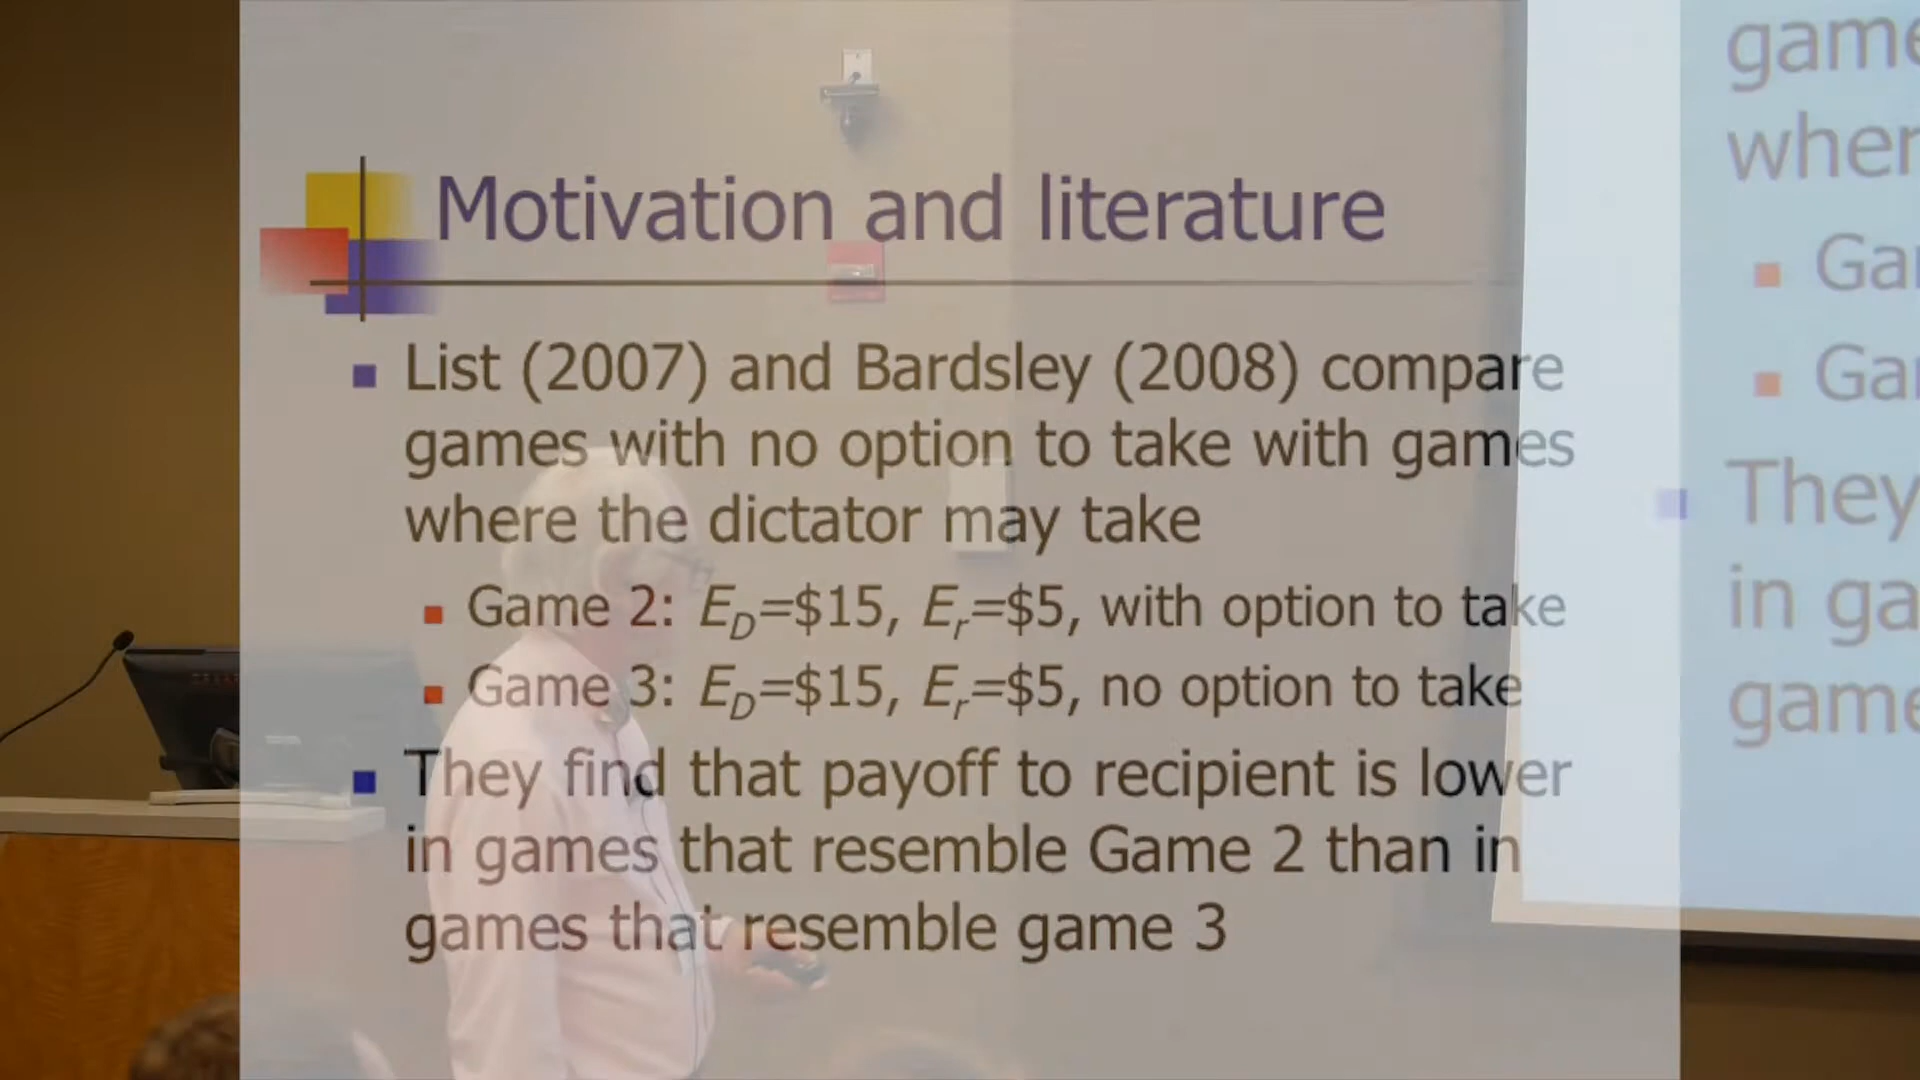 Motivation and literature
List (2007) and Bardsley (2008) compare
games with no option to take with games
where the dictator may take
Game 2: E_D=$15, E_r=$5, with option to take
Game 3: E_D=$15, E_r=$5, no option to take
They find that payoff to recipient is lower
in games that resemble Game 2 than in
games that resemble game 3
game
wher
Ga
Ga
They
in ga
game